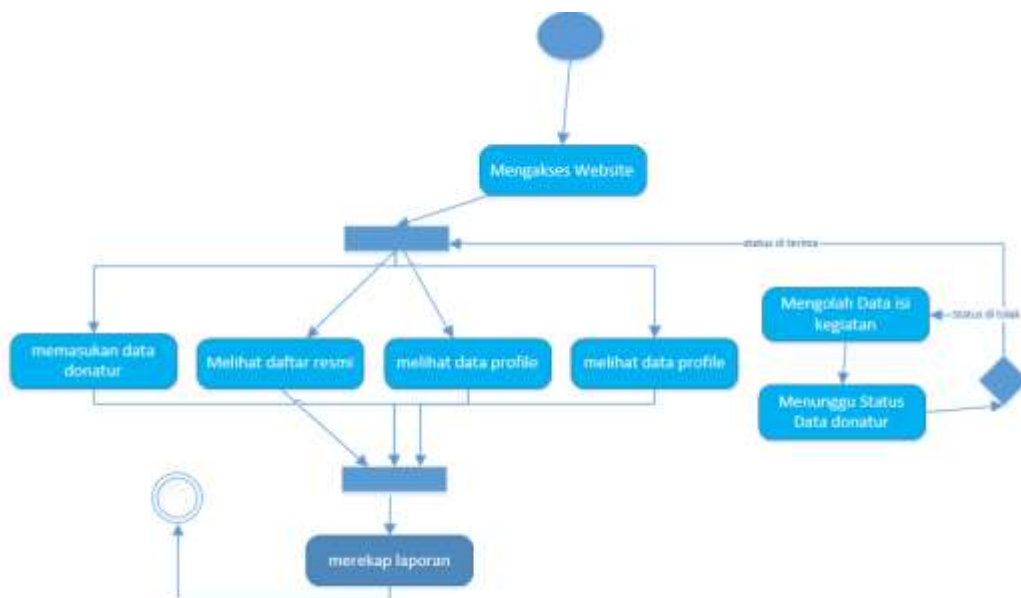 Mengakses Website
status di terima
Mengolah Data isi
kegiatan
Status di tolak
memasukan data
donatur
Melihat daftar resmi
melihat data profile
melihat data profile
Menunggu Status
Data donatur
merekap laporan